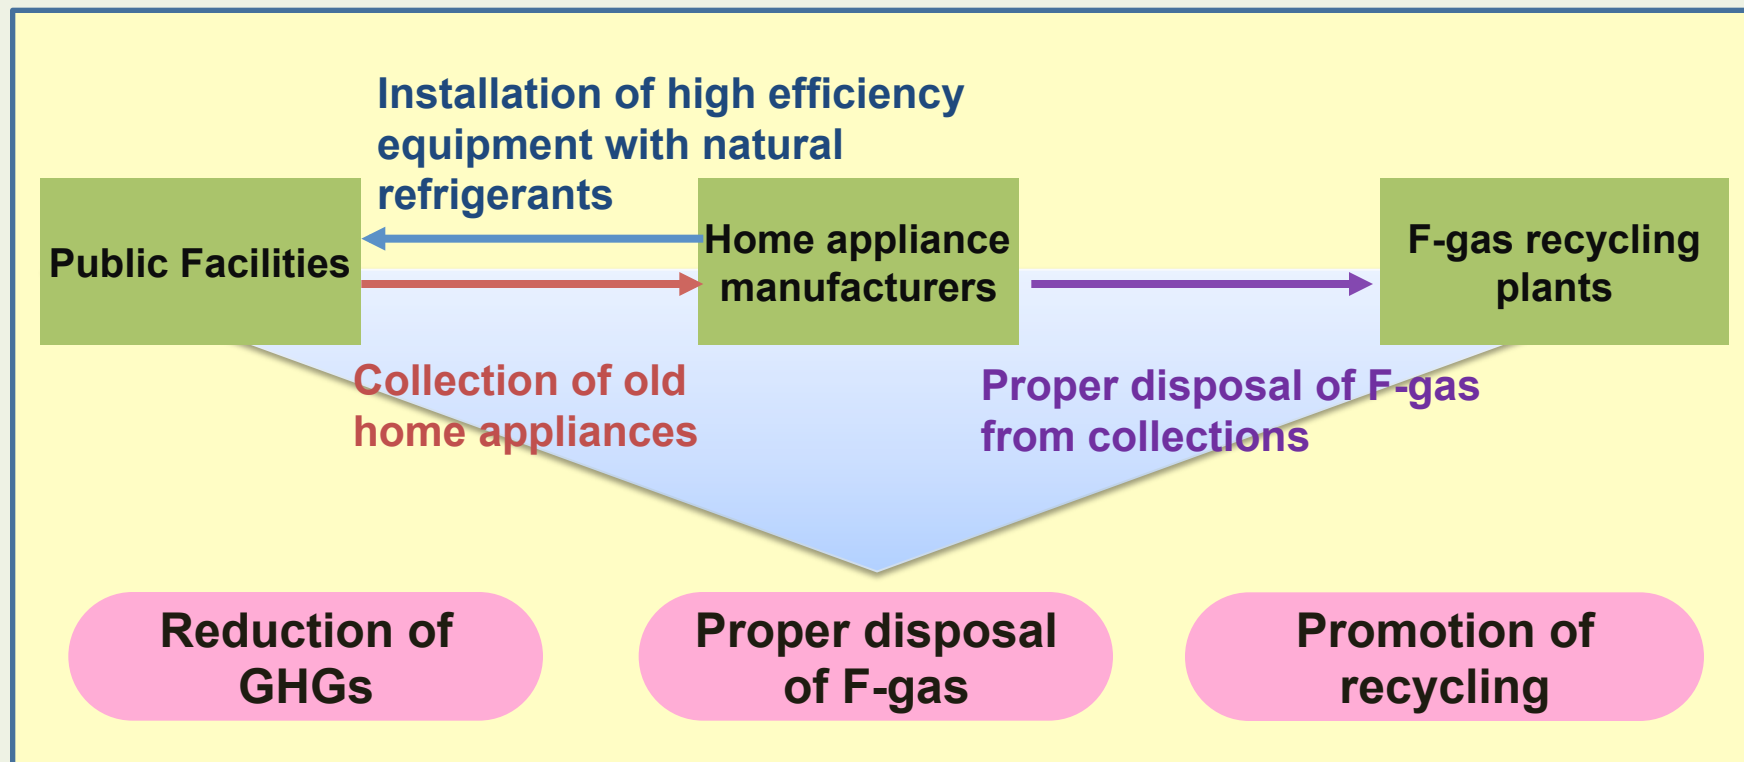 Installation of high efficiency
equipment with natural
refrigerants
Public Facilities
Home appliance
manufacturers
F-gas recycling
plants
Collection of old
home appliances
Proper disposal of F-gas
from collections
Reduction of
GHGs
Proper disposal
of F-gas
Promotion of
recycling